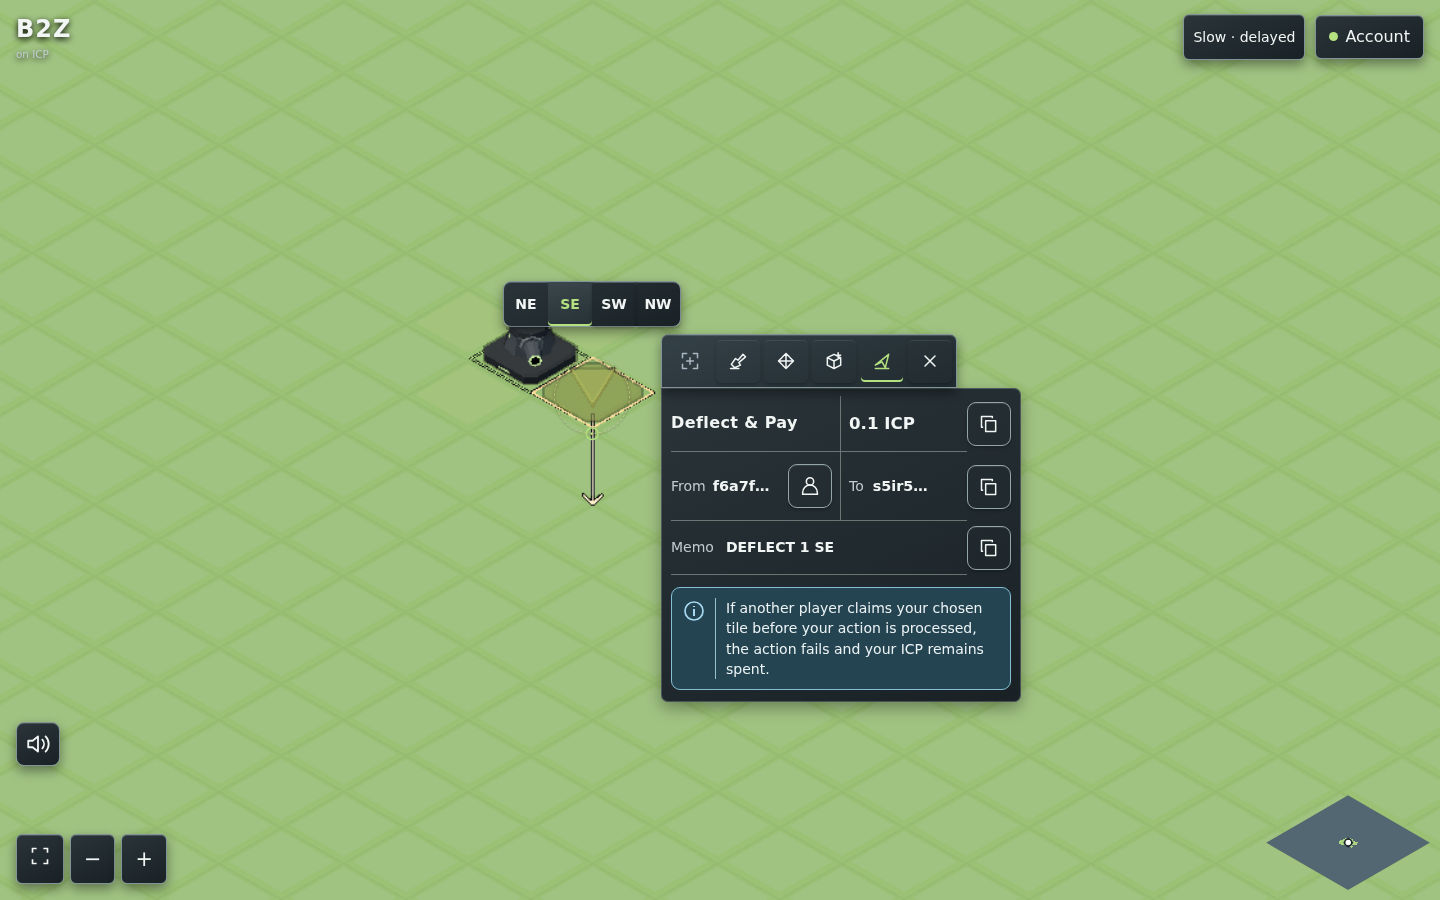 B2Z
on ICP
Slow · delayed
Account
NE SE SW NW
Deflect & Pay
0.1 ICP
From f6a7f...
To s5ir5...
Memo DEFLECT 1 SE
If another player claims your chosen
tile before your action is processed,
the action fails and your ICP remains
spent.